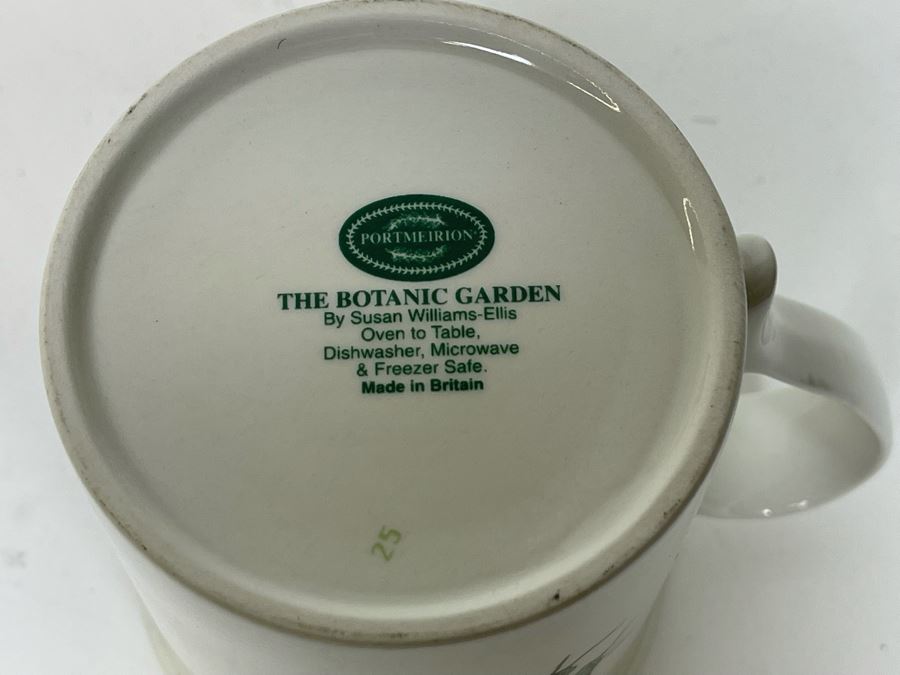 PORTMEIRION
THE BOTANIC GARDEN
By Susan Williams-Ellis
Oven to Table,
Dishwasher, Microwave
& Freezer Safe.
Made in Britain
25